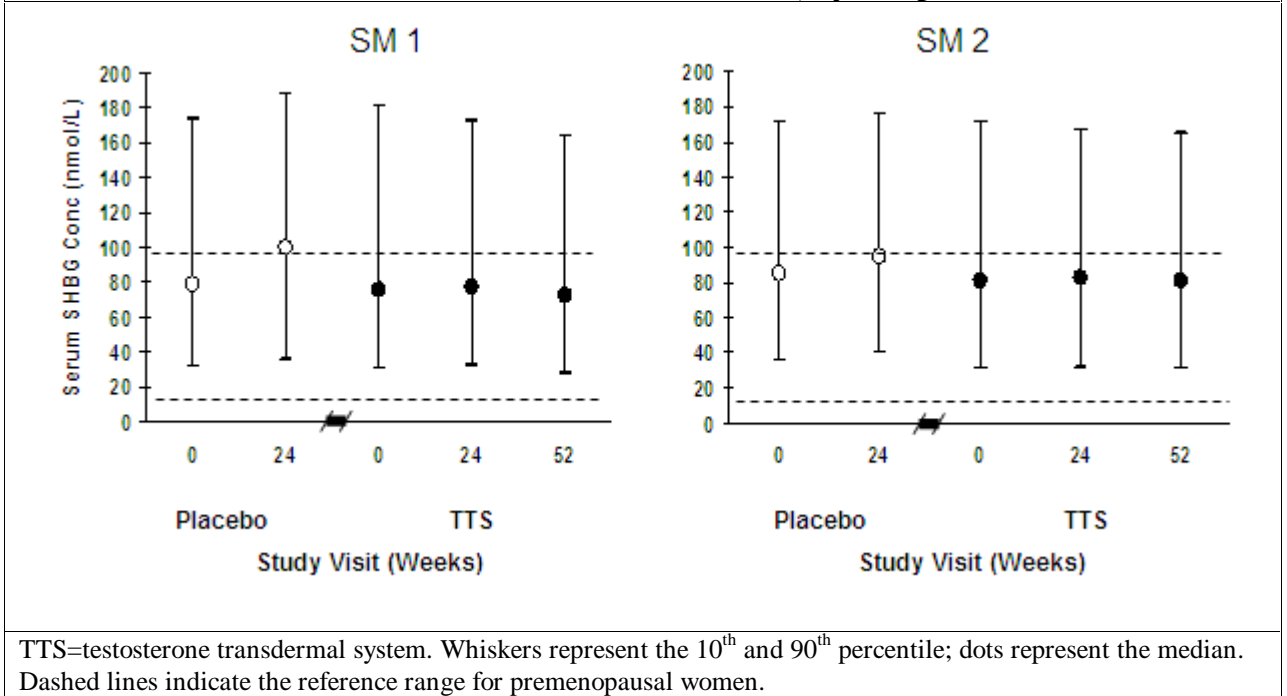 SM 1
SM 2
Serum SHBG Conc (nmol/L)
200
180
160
140
120
100
80
60
40
20
0
0 24 0 24 52
Placebo TTS
Study Visit (Weeks)
200
180
160
140
120
100
80
60
40
20
0
0 24 0 24 52
Placebo TTS
Study Visit (Weeks)
TTS=testosterone transdermal system. Whiskers represent the 10th and 90th percentile; dots represent the median.
Dashed lines indicate the reference range for premenopausal women.